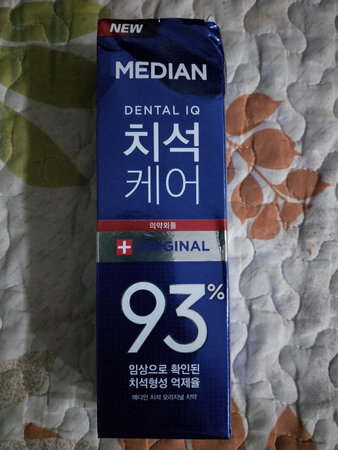 NEW
MEDIAN
DENTAL IQ
치석
케어
의약외품
ORIGINAL
93%
임상으로 확인된
치석형성 억제율
메디안 치석 오리지널 치약